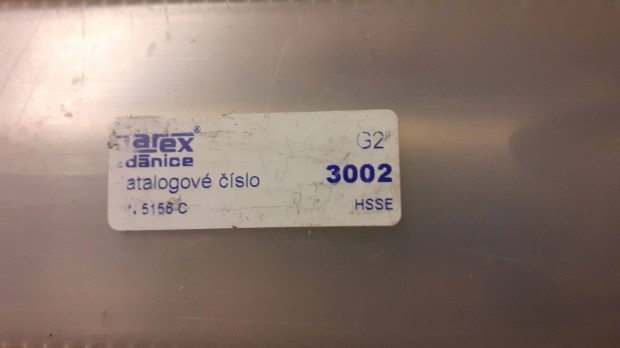 arex® G2"
dánice
atalogové číslo 3002
N 5156 C HSSE